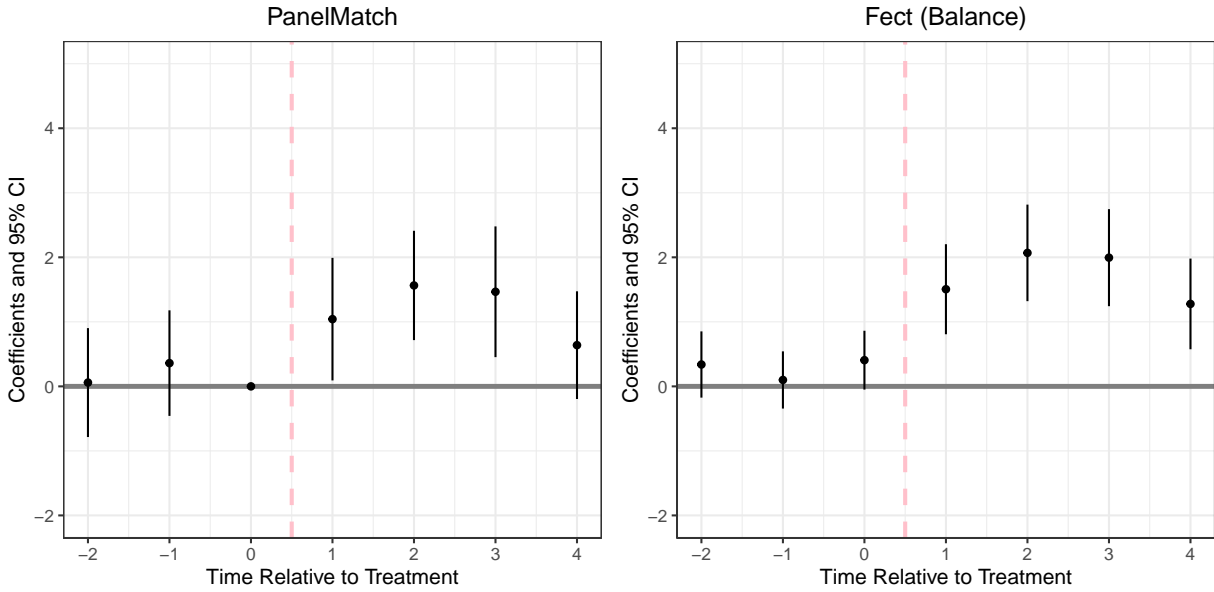 PanelMatch
Coefficients and 95% CI
4
2
0
−2
−2 −1 0 1 2 3 4
Time Relative to Treatment
Fect (Balance)
Coefficients and 95% CI
4
2
0
−2
−2 −1 0 1 2 3 4
Time Relative to Treatment